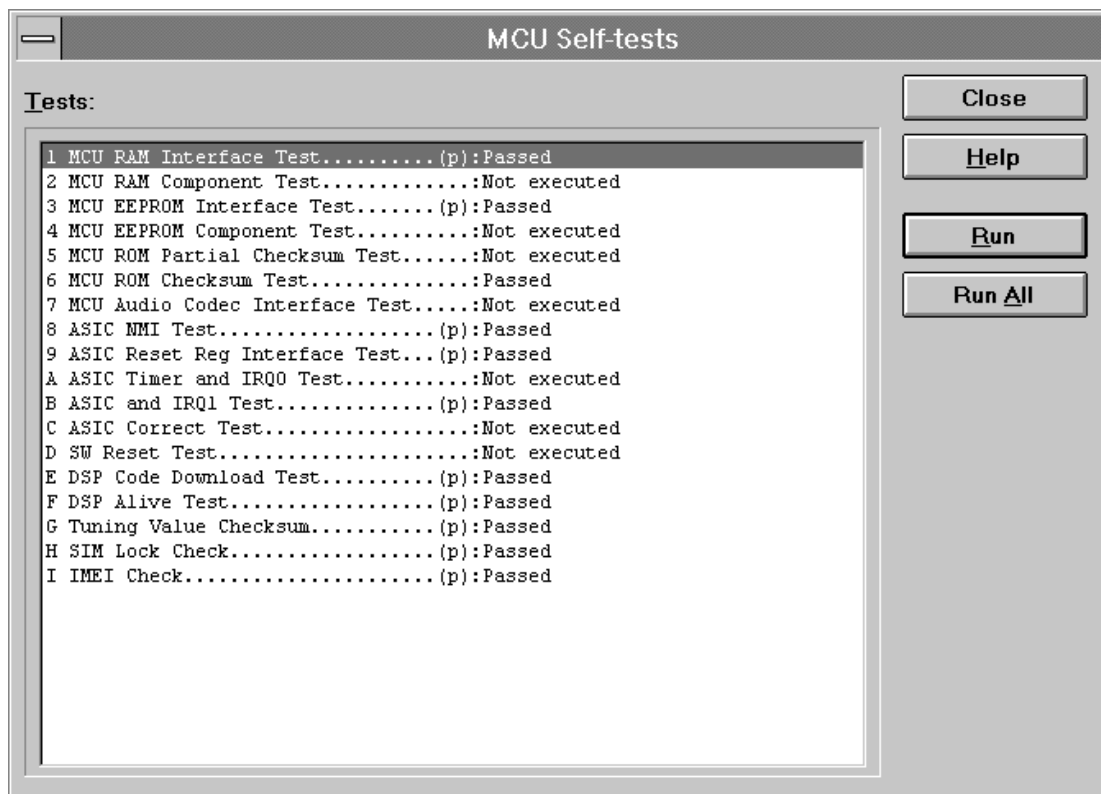 MCU Self-tests
Tests:
1 MCU RAM Interface Test..........(p):Passed
2 MCU RAM Component Test.............:Not executed
3 MCU EEPROM Interface Test.......(p):Passed
4 MCU EEPROM Component Test..........:Not executed
5 MCU ROM Partial Checksum Test......:Not executed
6 MCU ROM Checksum Test..............:Passed
7 MCU Audio Codec Interface Test.....:Not executed
8 ASIC NMI Test...................(p):Passed
9 ASIC Reset Reg Interface Test...(p):Passed
A ASIC Timer and IRQ0 Test...........:Not executed
B ASIC and IRQ1 Test..............(p):Passed
C ASIC Correct Test..................:Not executed
D SW Reset Test......................:Not executed
E DSP Code Download Test..........(p):Passed
F DSP Alive Test..................(p):Passed
G Tuning Value Checksum...........(p):Passed
H SIM Lock Check..................(p):Passed
I IMEI Check......................(p):Passed
Close
Help
Run
Run All